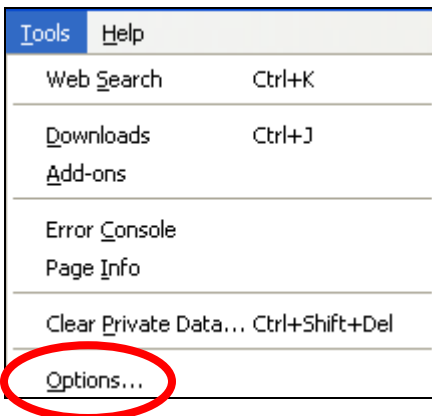 Tools Help
Web Search Ctrl+K
Downloads Ctrl+J
Add-ons
Error Console
Page Info
Clear Private Data... Ctrl+Shift+Del
Options...